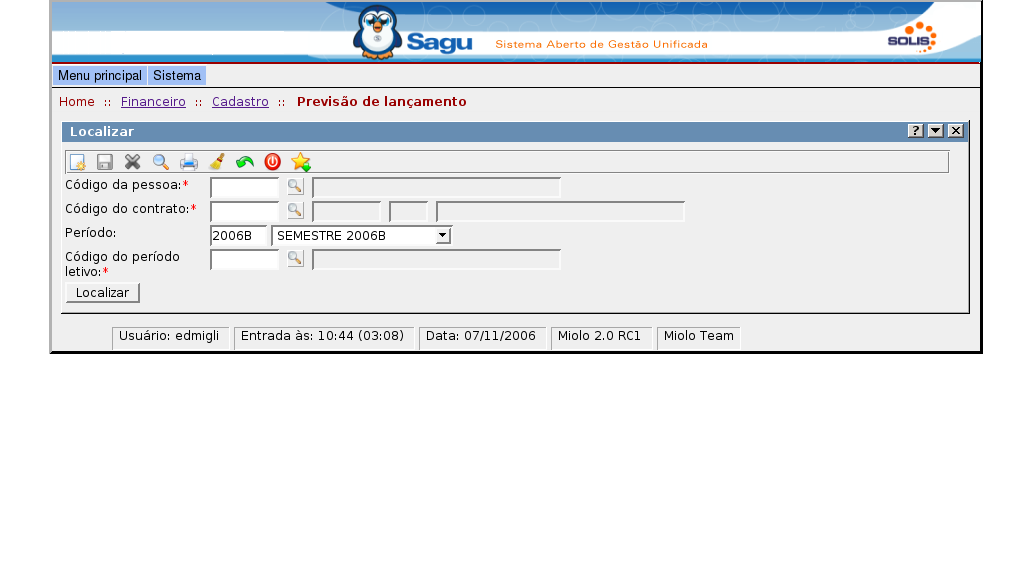 Sagu Sistema Aberto de Gestão Unificada SOLIS
Menu principal Sistema
Home :: Financeiro :: Cadastro :: Previsão de lançamento
Localizar ?
Código da pessoa:*
Código do contrato:*
Período: 2006B SEMESTRE 2006B
Código do período
letivo:*
Localizar
Usuário: edmigli Entrada às: 10:44 (03:08) Data: 07/11/2006 Miolo 2.0 RC1 Miolo Team